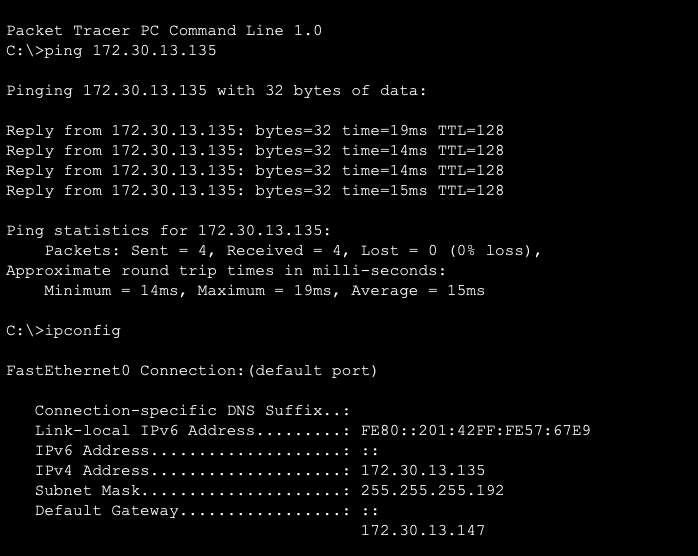 Packet Tracer PC Command Line 1.0
C:\>ping 172.30.13.135
Pinging 172.30.13.135 with 32 bytes of data:
Reply from 172.30.13.135: bytes=32 time=19ms TTL=128
Reply from 172.30.13.135: bytes=32 time=14ms TTL=128
Reply from 172.30.13.135: bytes=32 time=14ms TTL=128
Reply from 172.30.13.135: bytes=32 time=15ms TTL=128
Ping statistics for 172.30.13.135:
Packets: Sent = 4, Received = 4, Lost = 0 (0% loss),
Approximate round trip times in milli-seconds:
Minimum = 14ms, Maximum = 19ms, Average = 15ms
C:\>ipconfig
FastEthernet0 Connection:(default port)
Connection-specific DNS Suffix..:
Link-local IPv6 Address.........: FE80::201:42FF:FE57:67E9
IPv6 Address....................: ::
IPv4 Address....................: 172.30.13.135
Subnet Mask.....................: 255.255.255.192
Default Gateway.................: ::
172.30.13.147